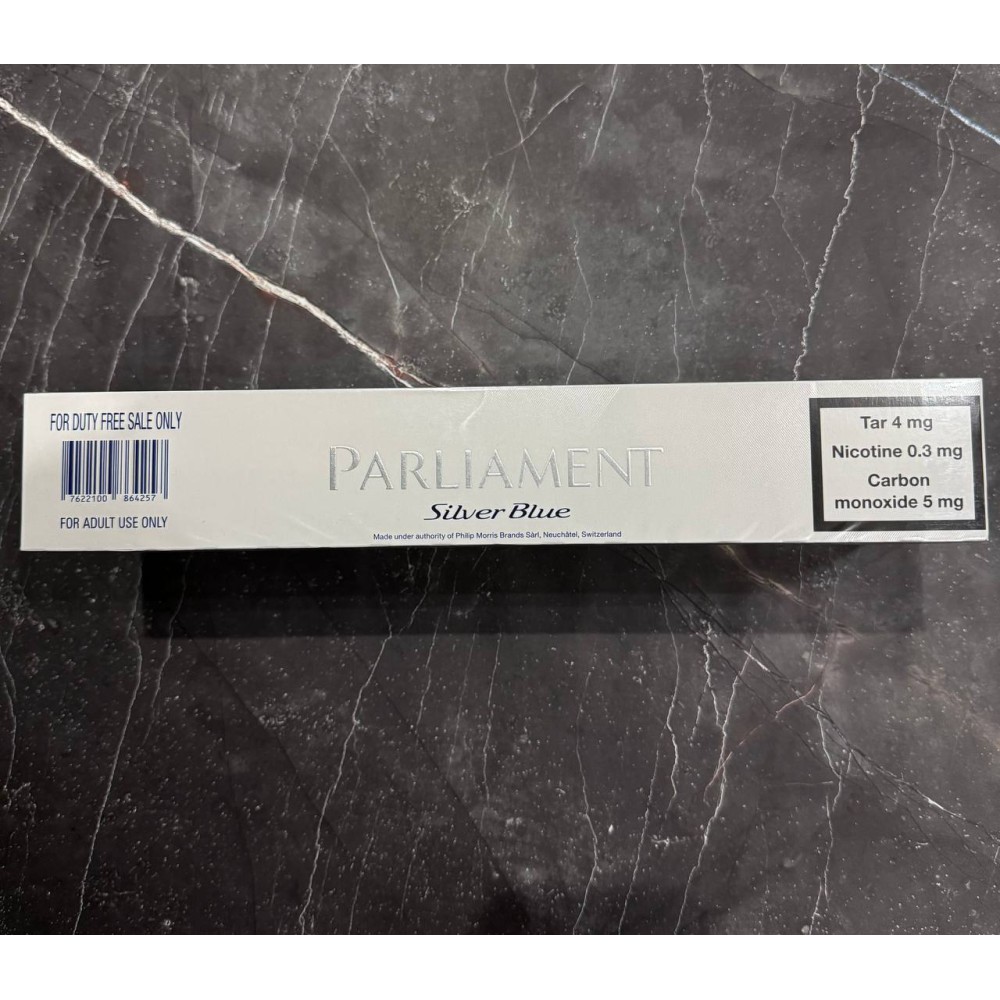 FOR DUTY FREE SALE ONLY
7622100 864257
FOR ADULT USE ONLY
PARLIAMENT
Silver Blue
Made under authority of Philip Morris Brands Sàrl, Neuchâtel, Switzerland
Tar 4 mg
Nicotine 0.3 mg
Carbon
monoxide 5 mg